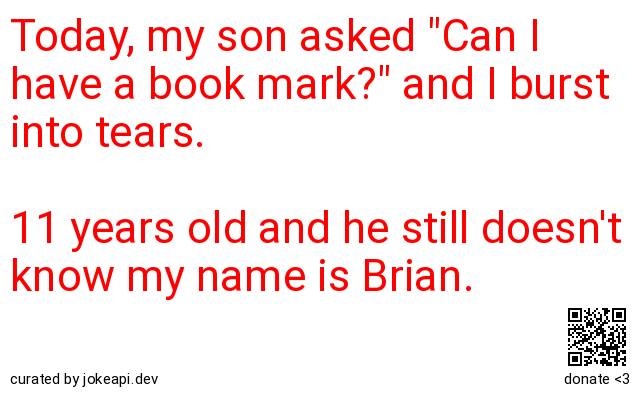 Today, my son asked "Can I
have a book mark?" and I burst
into tears.
11 years old and he still doesn't
know my name is Brian.
curated by jokeapi.dev
donate <3